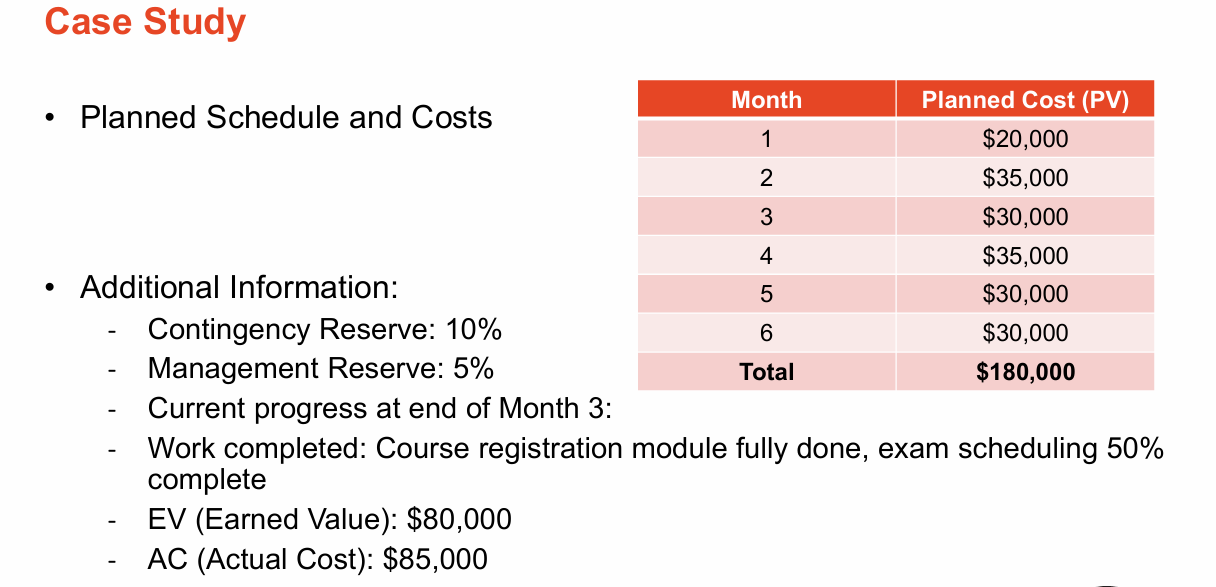 Case Study
• Planned Schedule and Costs
Month Planned Cost (PV)
1 $20,000
2 $35,000
3 $30,000
4 $35,000
5 $30,000
6 $30,000
Total $180,000
• Additional Information:
- Contingency Reserve: 10%
- Management Reserve: 5%
- Current progress at end of Month 3:
- Work completed: Course registration module fully done, exam scheduling 50%
complete
- EV (Earned Value): $80,000
- AC (Actual Cost): $85,000